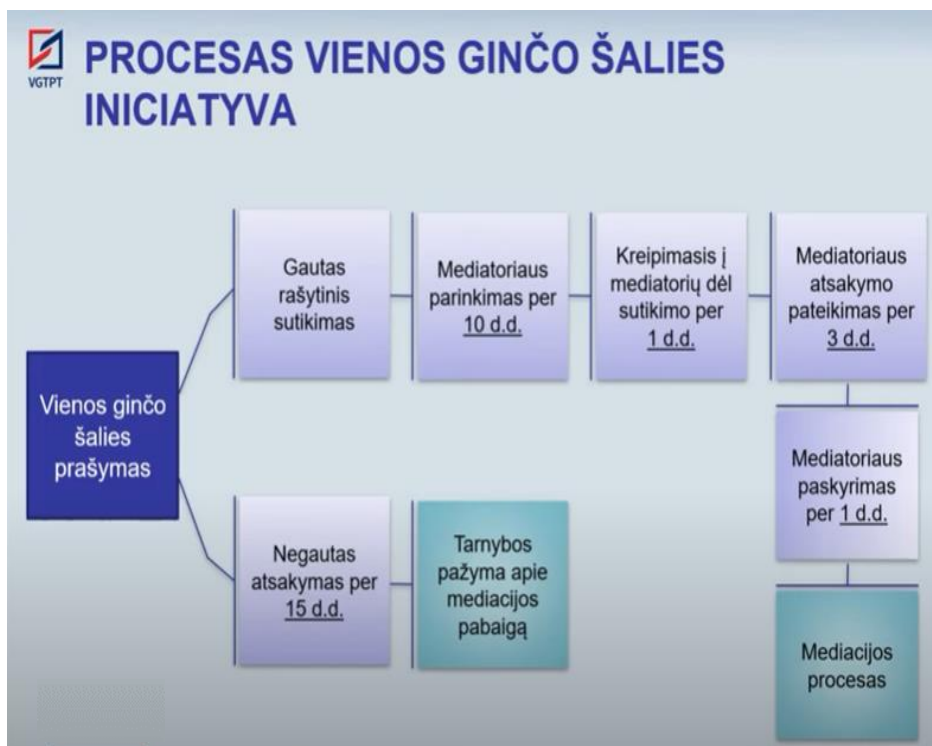 VGTPT
PROCESAS VIENOS GINČO ŠALIES
INICIATYVA
Vienos ginčo
šalies
prašymas
Gautas
rašytinis
sutikimas
Mediatoriaus
parinkimas per
10 d.d.
Kreipimasis į
mediatorių dėl
sutikimo per
1 d.d.
Mediatoriaus
atsakymo
pateikimas per
3 d.d.
Mediatoriaus
paskyrimas
per 1 d.d.
Mediacijos
procesas
Negautas
atsakymas per
15 d.d.
Tarnybos
pažyma apie
mediacijos
pabaigą